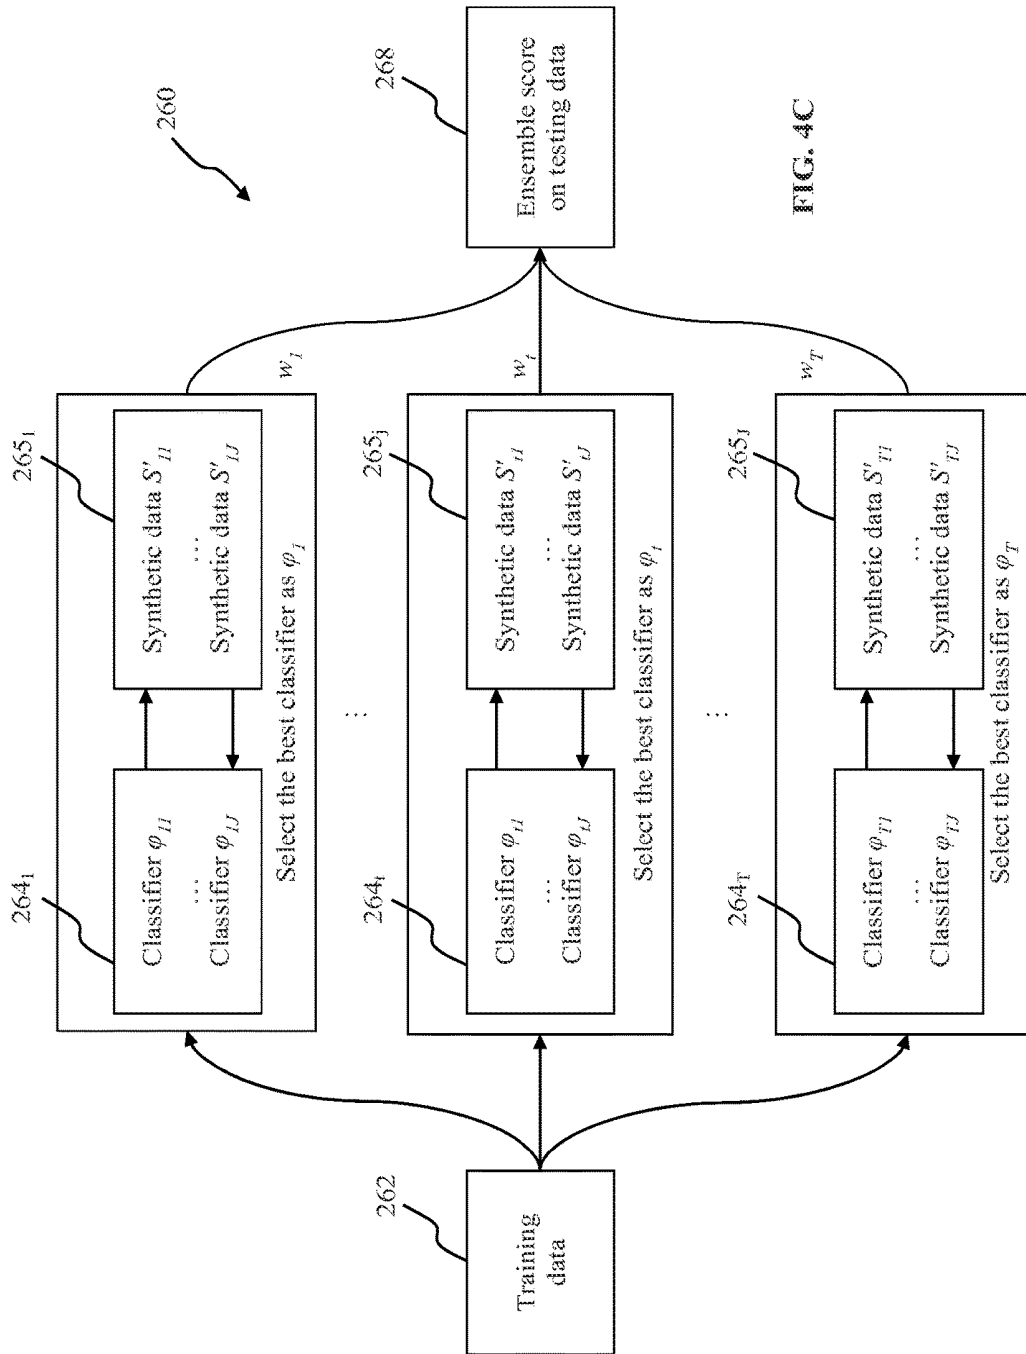 260
262
Training
data
264₁
Classifier φ₁₁
...
Classifier φ₁J
265₁
Synthetic data S'₁₁
...
Synthetic data S'₁J
Select the best classifier as φ₁
w₁
...
264ₜ
Classifier φₜ₁
...
Classifier φₜJ
265ⱼ
Synthetic data S'ₜ₁
...
Synthetic data S'ₜJ
Select the best classifier as φₜ
wₜ
...
264T
Classifier φT1
...
Classifier φTJ
265J
Synthetic data S'T1
...
Synthetic data S'TJ
Select the best classifier as φT
wT
268
Ensemble score
on testing data
FIG. 4C